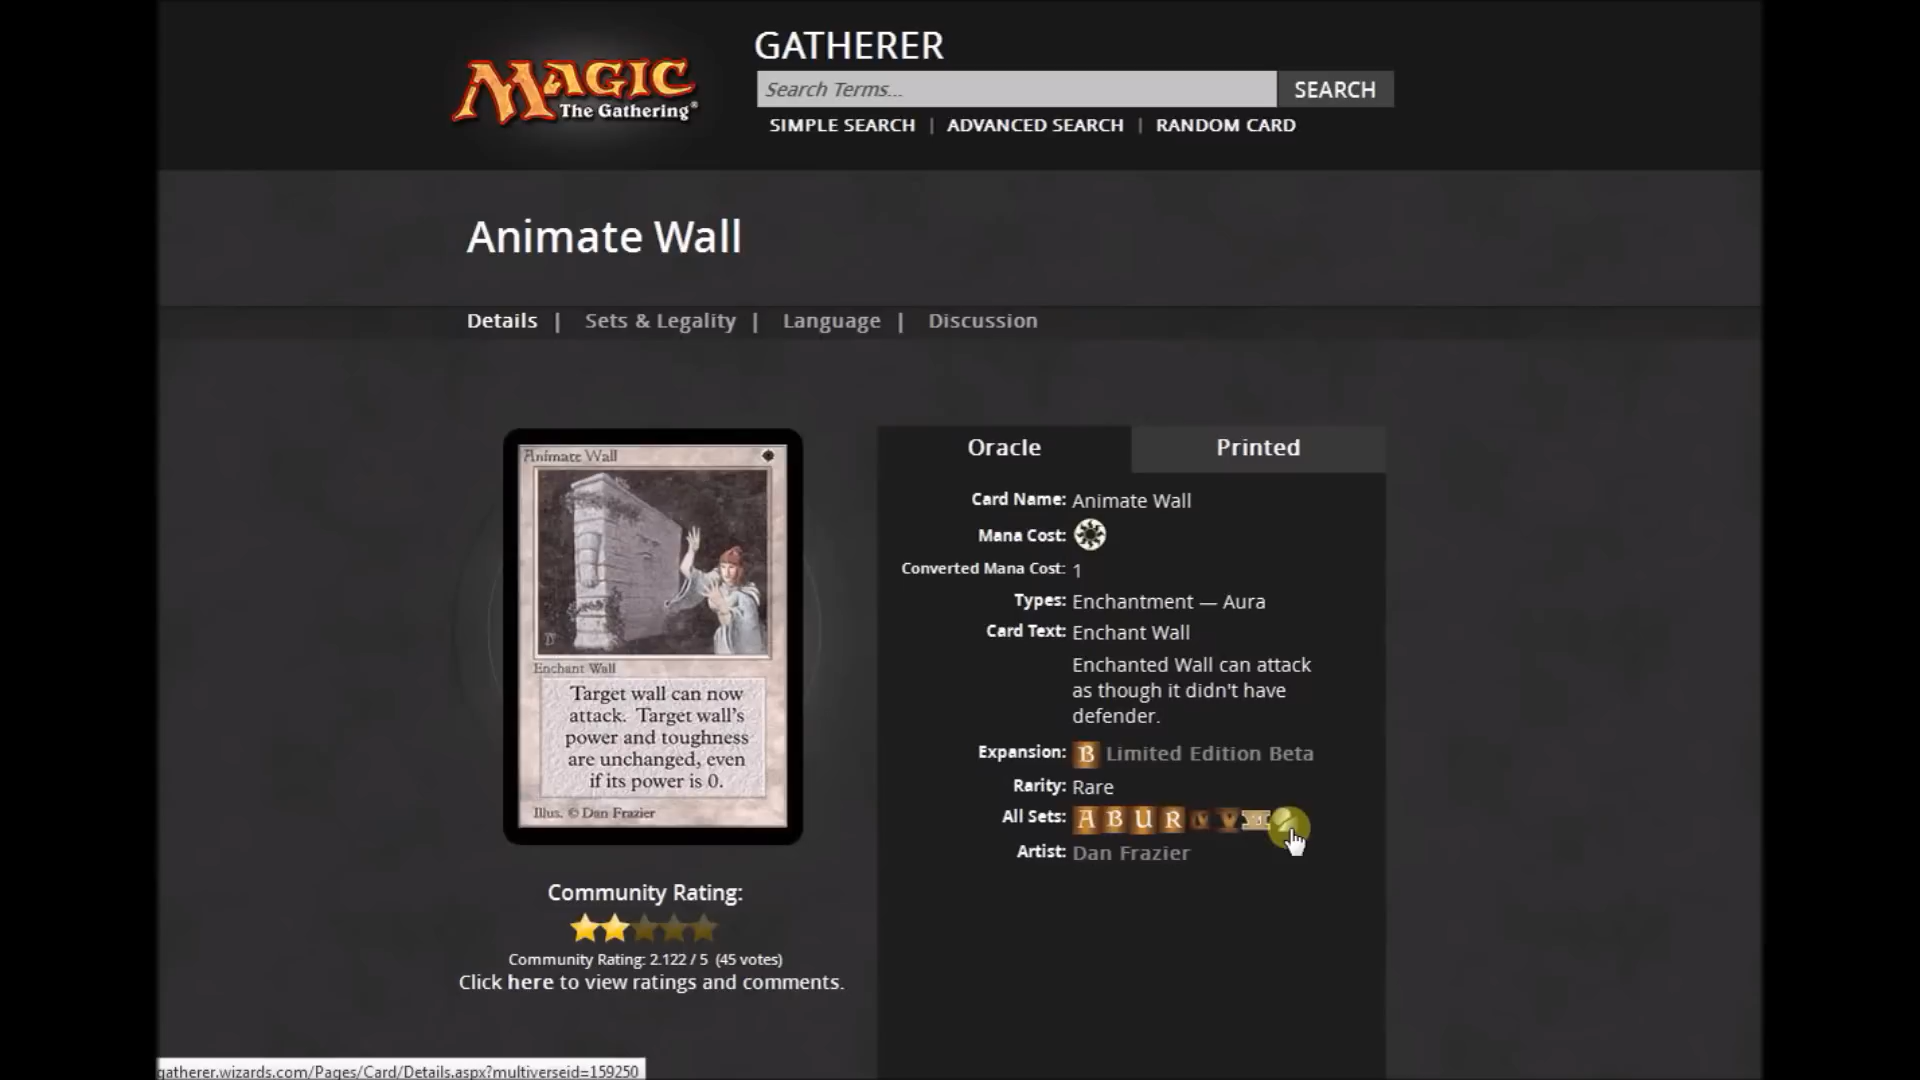 GATHERER
MAGIC
The Gathering®
Search Terms...
SEARCH
SIMPLE SEARCH | ADVANCED SEARCH | RANDOM CARD
Animate Wall
Details | Sets & Legality | Language | Discussion
Animate Wall
Enchant Wall
Target wall can now
attack. Target wall's
power and toughness
are unchanged, even
if its power is 0.
Illus. © Dan Frazier
Community Rating:
Community Rating: 2.122 / 5 (45 votes)
Click here to view ratings and comments.
Oracle
Printed
Card Name: Animate Wall
Mana Cost:
Converted Mana Cost: 1
Types: Enchantment — Aura
Card Text: Enchant Wall
Enchanted Wall can attack
as though it didn't have
defender.
Expansion: B Limited Edition Beta
Rarity: Rare
All Sets: A B U R
Artist: Dan Frazier
gatherer.wizards.com/Pages/Card/Details.aspx?multiverseid=159250